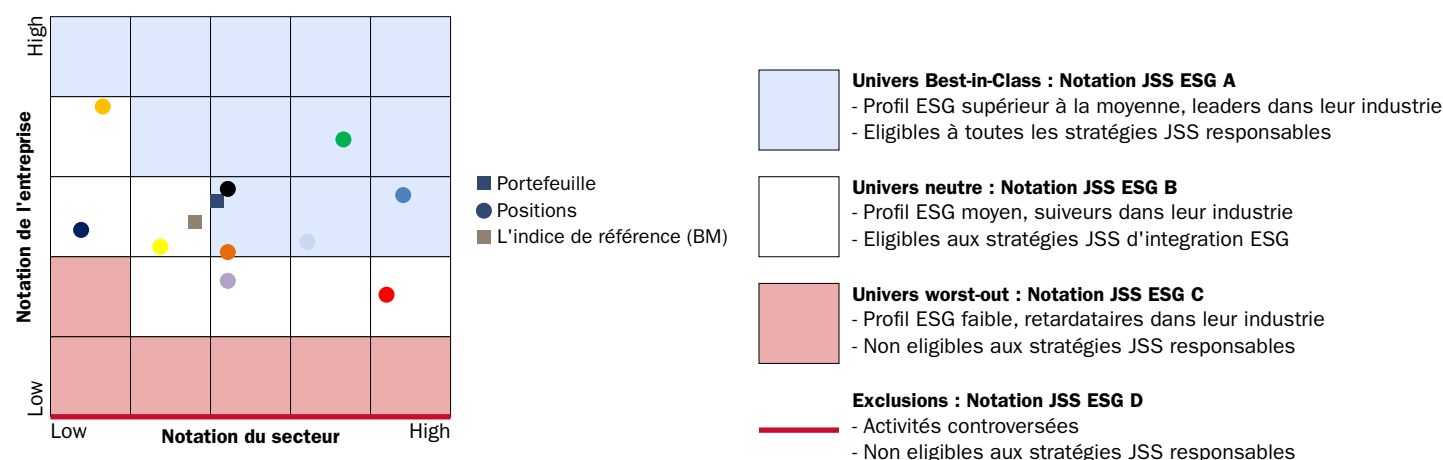 High
Notation de l'entreprise
Low
Low
Notation du secteur
High
Portefeuille
Positions
L'indice de référence (BM)
Univers Best-in-Class : Notation JSS ESG A
- Profil ESG supérieur à la moyenne, leaders dans leur industrie
- Eligibles à toutes les stratégies JSS responsables
Univers neutre : Notation JSS ESG B
- Profil ESG moyen, suiveurs dans leur industrie
- Eligibles aux stratégies JSS d'integration ESG
Univers worst-out : Notation JSS ESG C
- Profil ESG faible, retardataires dans leur industrie
- Non eligibles aux stratégies JSS responsables
Exclusions : Notation JSS ESG D
- Activités controversées
- Non eligibles aux stratégies JSS responsables